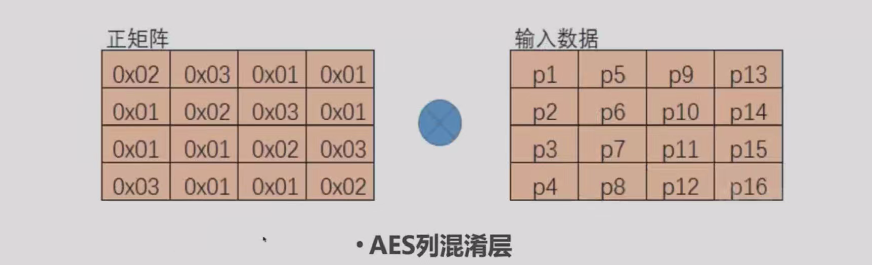 正矩阵 输入数据
0x02 0x03 0x01 0x01 p1 p5 p9 p13
0x01 0x02 0x03 0x01 p2 p6 p10 p14
0x01 0x01 0x02 0x03 p3 p7 p11 p15
0x03 0x01 0x01 0x02 p4 p8 p12 p16
• AES列混淆层